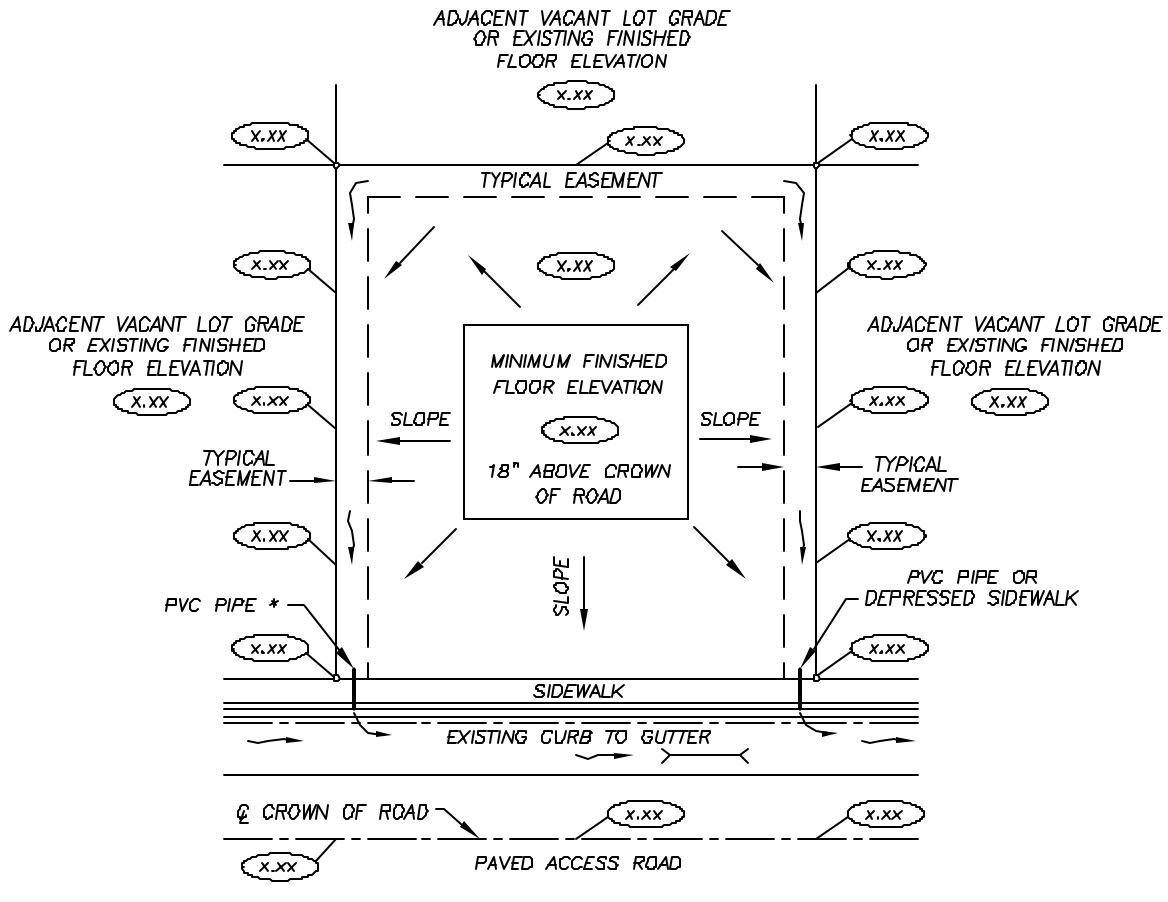 ADJACENT VACANT LOT GRADE
OR EXISTING FINISHED
FLOOR ELEVATION
X.XX
X.XX
X.XX
X.XX
TYPICAL EASEMENT
X.XX
X.XX
X.XX
ADJACENT VACANT LOT GRADE
OR EXISTING FINISHED
FLOOR ELEVATION
X.XX
X.XX
MINIMUM FINISHED
FLOOR ELEVATION
X.XX
18" ABOVE CROWN
OF ROAD
ADJACENT VACANT LOT GRADE
OR EXISTING FINISHED
FLOOR ELEVATION
X.XX
X.XX
SLOPE
SLOPE
TYPICAL
EASEMENT
TYPICAL
EASEMENT
X.XX
X.XX
SLOPE
PVC PIPE *
PVC PIPE OR
DEPRESSED SIDEWALK
X.XX
X.XX
SIDEWALK
EXISTING CURB TO GUTTER
℄ CROWN OF ROAD
X.XX
X.XX
X.XX
PAVED ACCESS ROAD